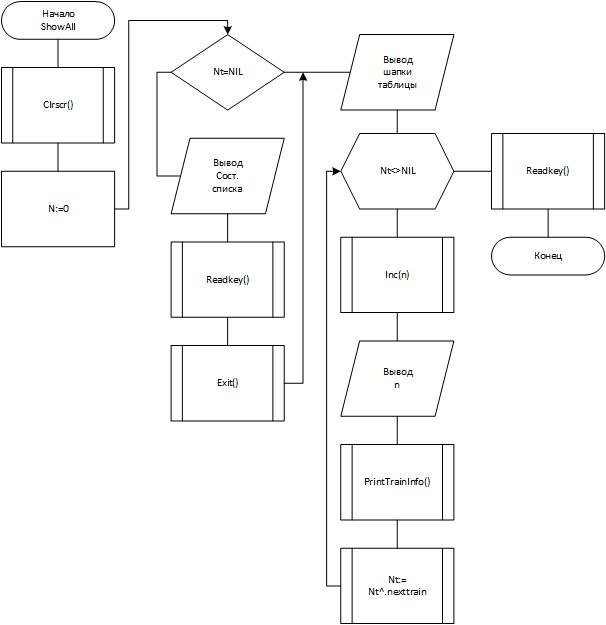 Начало
ShowAll
Clrscr()
N:=0
Nt=NIL
Вывод
Сост.
списка
Readkey()
Exit()
Вывод
шапки
таблицы
Nt<>NIL
Inc(n)
Вывод
n
PrintTrainInfo()
Nt:=
Nt^.nexttrain
Readkey()
Конец